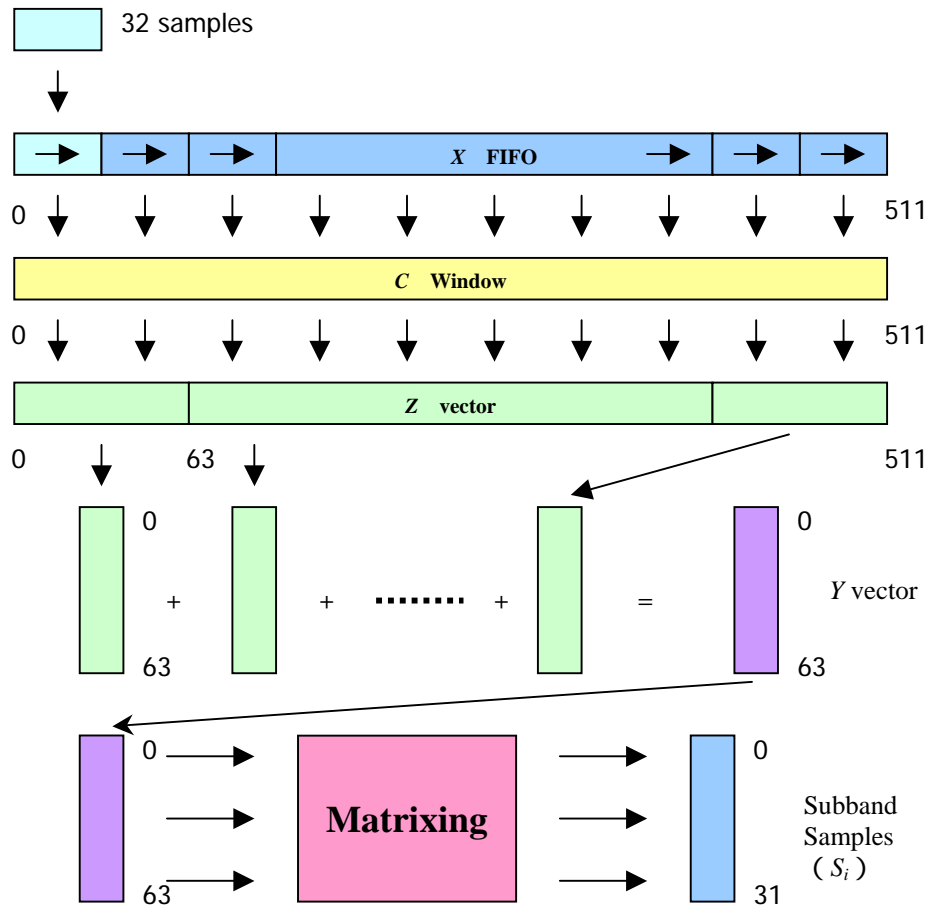 32 samples
X FIFO
0 511
C Window
0 511
Z vector
0 63 511
0 0
+ + ........ + = Y vector
63 63
0 0
Matrixing
Subband
Samples
( Si )
63 31